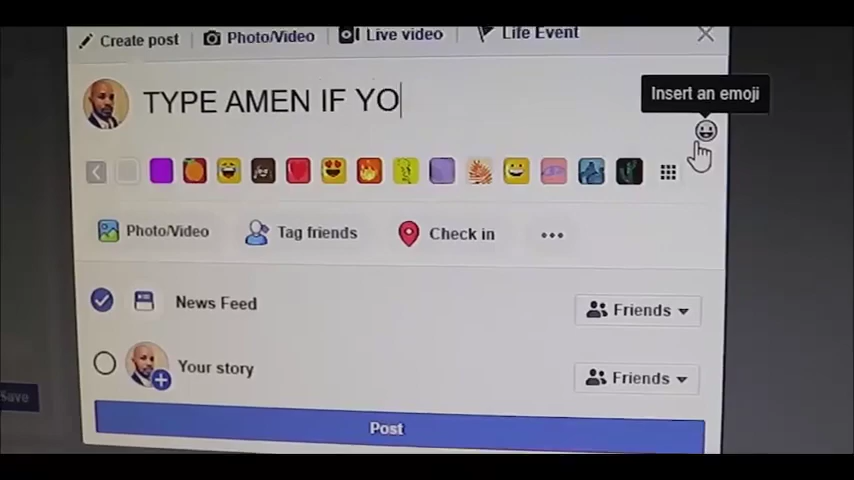 Create post Photo/Video Live video Life Event
Insert an emoji
TYPE AMEN IF YO
Photo/Video Tag friends Check in
News Feed Friends
Your story Friends
Save
Post